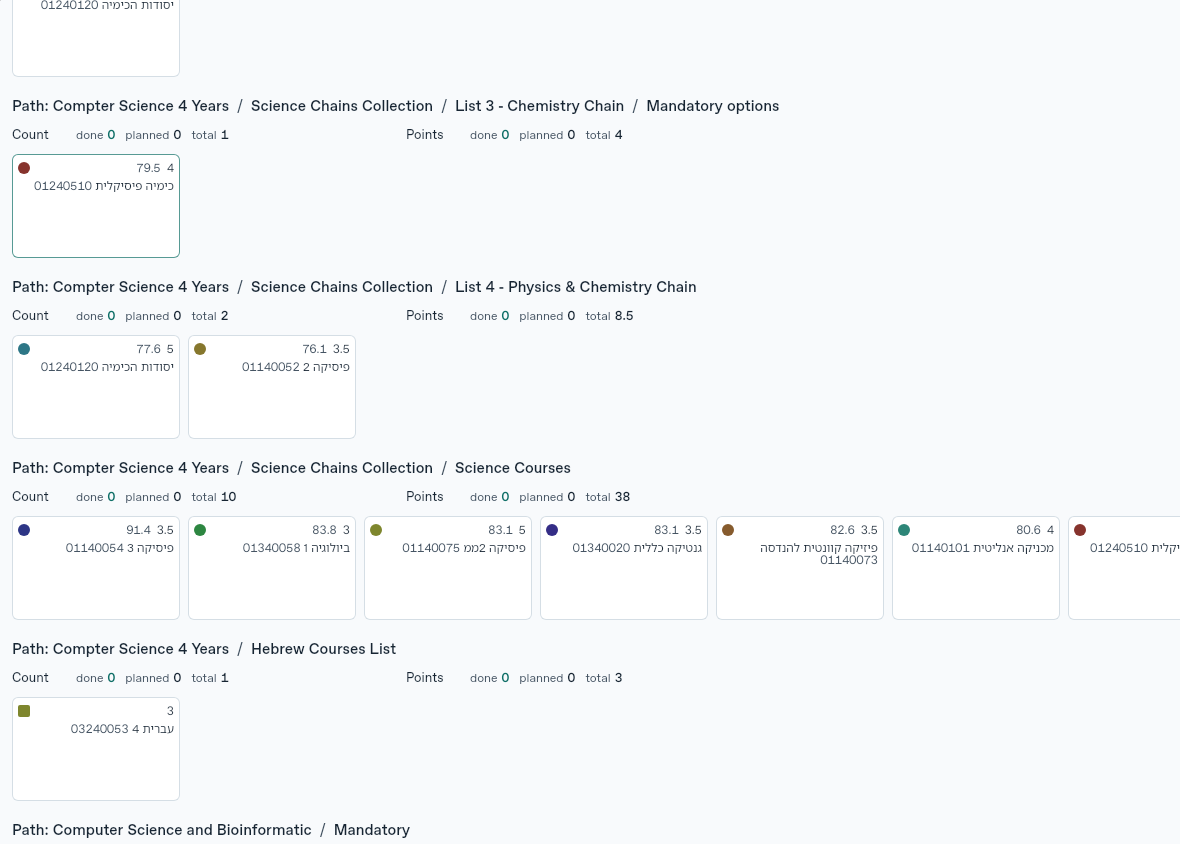 יסודות הכימיה 01240120
Path: Compter Science 4 Years / Science Chains Collection / List 3 - Chemistry Chain / Mandatory options
Count done 0 planned 0 total 1 Points done 0 planned 0 total 4
79.5 4
כימיה פיסיקלית 01240510
Path: Compter Science 4 Years / Science Chains Collection / List 4 - Physics & Chemistry Chain
Count done 0 planned 0 total 2 Points done 0 planned 0 total 8.5
77.6 5
יסודות הכימיה 01240120
76.1 3.5
פיסיקה 2 01140052
Path: Compter Science 4 Years / Science Chains Collection / Science Courses
Count done 0 planned 0 total 10 Points done 0 planned 0 total 38
91.4 3.5
פיסיקה 3 01140054
83.8 3
ביולוגיה 1 01340058
83.1 5
פיסיקה 2ממ 01140075
83.1 3.5
גנטיקה כללית 01340020
82.6 3.5
פיזיקה קוונטית להנדסה
01140073
80.6 4
מכניקה אנליטית 01140101
יקלית 01240510
Path: Compter Science 4 Years / Hebrew Courses List
Count done 0 planned 0 total 1 Points done 0 planned 0 total 3
3
עברית 4 03240053
Path: Computer Science and Bioinformatic / Mandatory